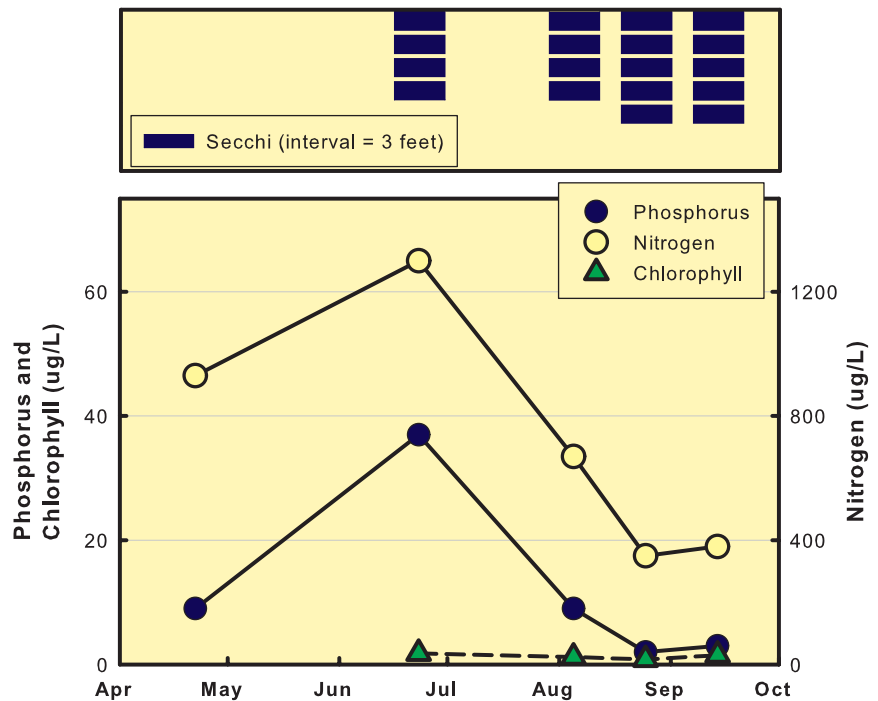 Secchi (interval = 3 feet)
Phosphorus
Nitrogen
Chlorophyll
Phosphorus and
Chlorophyll (ug/L)
60
40
20
0
1200
800
400
0
Nitrogen (ug/L)
Apr May Jun Jul Aug Sep Oct